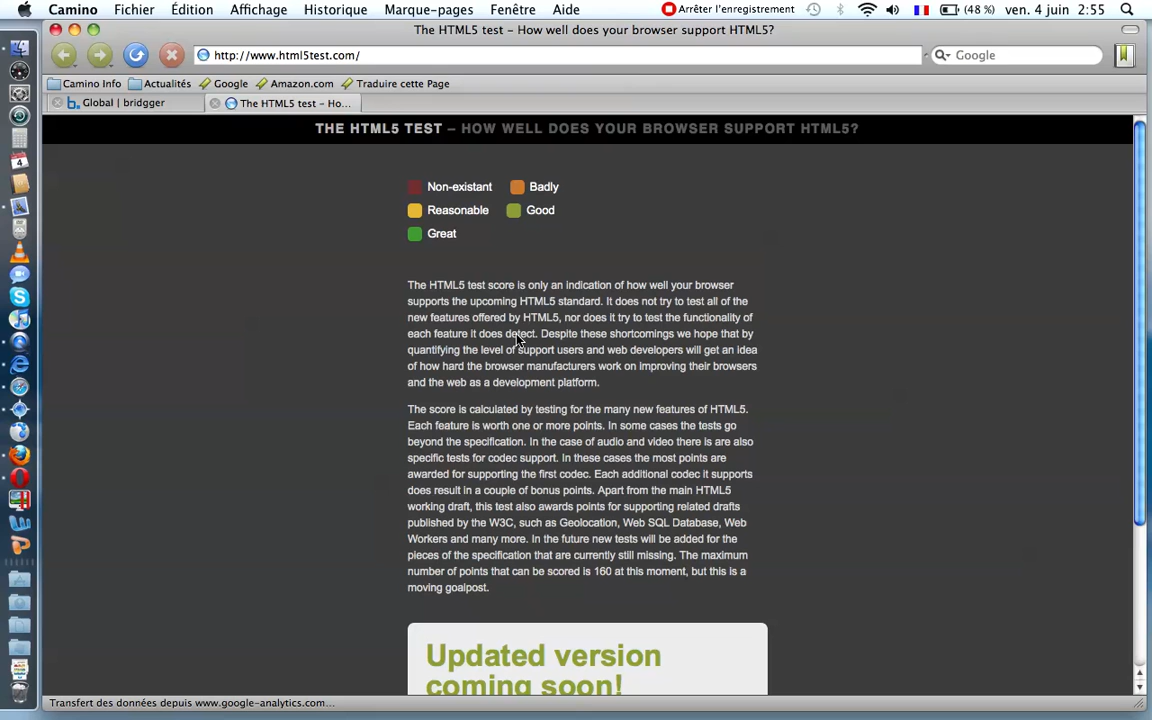 Camino Fichier Édition Affichage Historique Marque-pages Fenêtre Aide Arrêter l'enregistrement (48 %) ven. 4 juin 2:55
The HTML5 test – How well does your browser support HTML5?
http://www.html5test.com/ Google
Camino Info Actualités Google Amazon.com Traduire cette Page
Global | bridgger The HTML5 test – Ho...
THE HTML5 TEST – HOW WELL DOES YOUR BROWSER SUPPORT HTML5?
Non-existant Badly
Reasonable Good
Great
The HTML5 test score is only an indication of how well your browser
supports the upcoming HTML5 standard. It does not try to test all of the
new features offered by HTML5, nor does it try to test the functionality of
each feature it does detect. Despite these shortcomings we hope that by
quantifying the level of support users and web developers will get an idea
of how hard the browser manufacturers work on improving their browsers
and the web as a development platform.
The score is calculated by testing for the many new features of HTML5.
Each feature is worth one or more points. In some cases the tests go
beyond the specification. In the case of audio and video there is are also
specific tests for codec support. In these cases the most points are
awarded for supporting the first codec. Each additional codec it supports
does result in a couple of bonus points. Apart from the main HTML5
working draft, this test also awards points for supporting related drafts
published by the W3C, such as Geolocation, Web SQL Database, Web
Workers and many more. In the future new tests will be added for the
pieces of the specification that are currently still missing. The maximum
number of points that can be scored is 160 at this moment, but this is a
moving goalpost.
Updated version
coming soon!
Transfert des données depuis www.google-analytics.com...
4